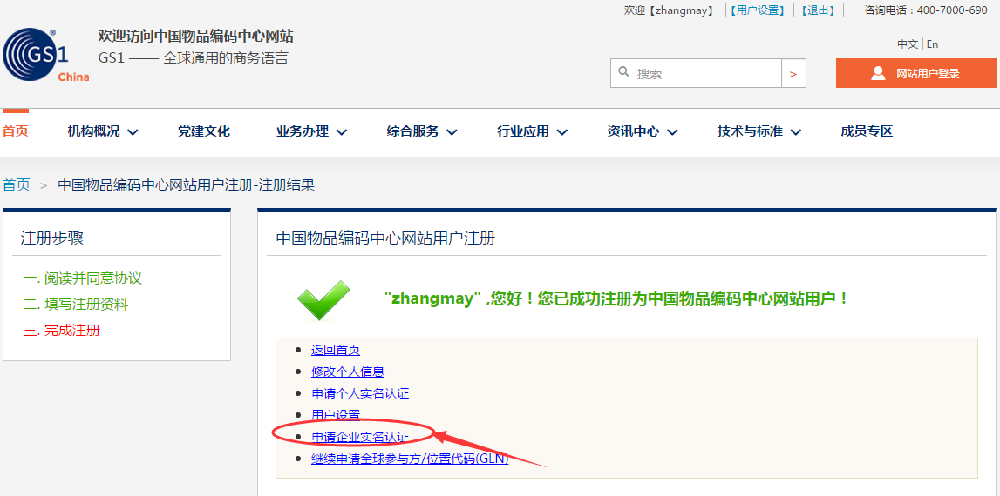 欢迎【zhangmay】 【用户设置】 【退出】 咨询电话：400-7000-690
GS1 ®
China
欢迎访问中国物品编码中心网站
GS1 —— 全球通用的商务语言
中文 En
搜索 >
网站用户登录
首页 机构概况 党建文化 业务办理 综合服务 行业应用 资讯中心 技术与标准 成员专区
首页 > 中国物品编码中心网站用户注册-注册结果
注册步骤
一. 阅读并同意协议
二. 填写注册资料
三. 完成注册
中国物品编码中心网站用户注册
"zhangmay" ,您好！您已成功注册为中国物品编码中心网站用户！
返回首页
修改个人信息
申请个人实名认证
用户设置
申请企业实名认证
继续申请全球参与方/位置代码(GLN)